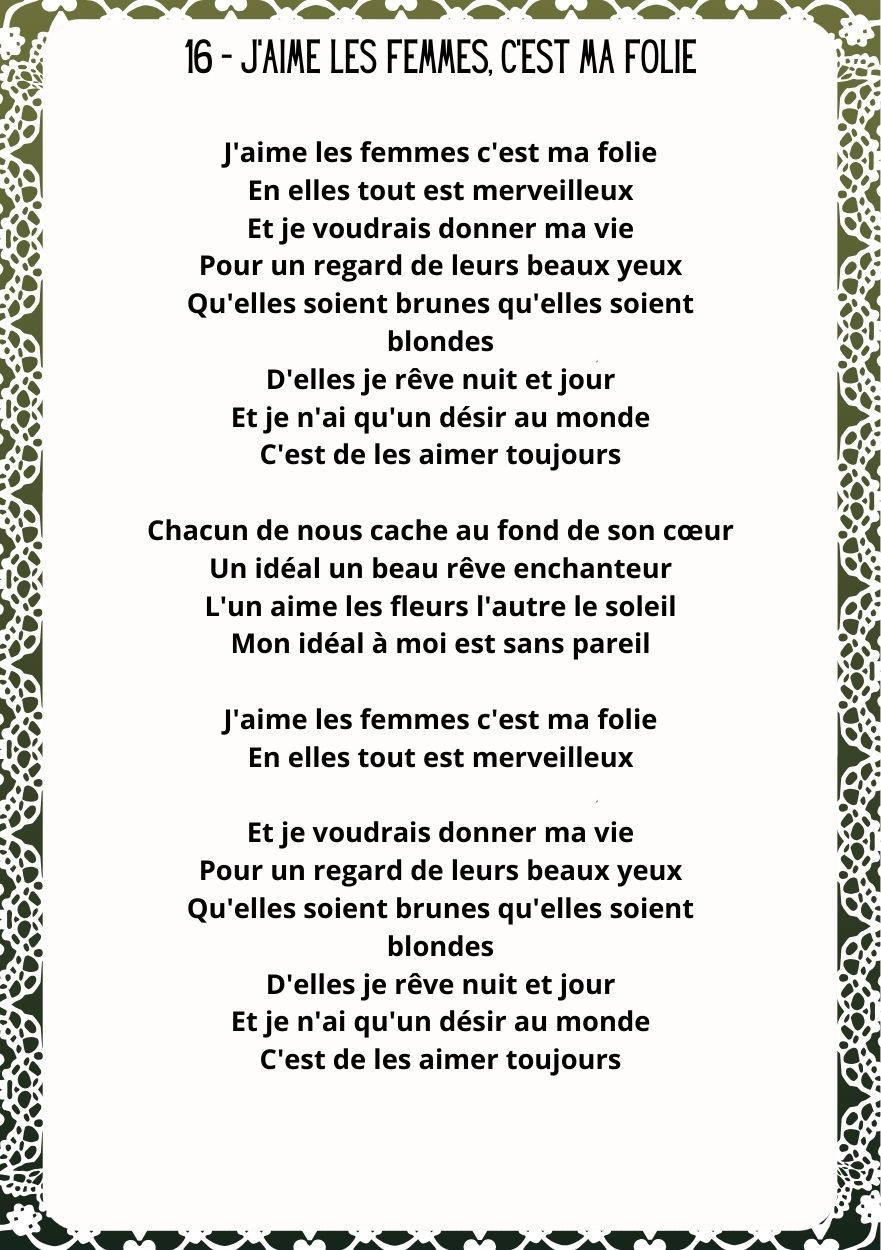 16 - J'AIME LES FEMMES, C'EST MA FOLIE
J'aime les femmes c'est ma folie
En elles tout est merveilleux
Et je voudrais donner ma vie
Pour un regard de leurs beaux yeux
Qu'elles soient brunes qu'elles soient
blondes
D'elles je rêve nuit et jour
Et je n'ai qu'un désir au monde
C'est de les aimer toujours
Chacun de nous cache au fond de son cœur
Un idéal un beau rêve enchanteur
L'un aime les fleurs l'autre le soleil
Mon idéal à moi est sans pareil
J'aime les femmes c'est ma folie
En elles tout est merveilleux
Et je voudrais donner ma vie
Pour un regard de leurs beaux yeux
Qu'elles soient brunes qu'elles soient
blondes
D'elles je rêve nuit et jour
Et je n'ai qu'un désir au monde
C'est de les aimer toujours